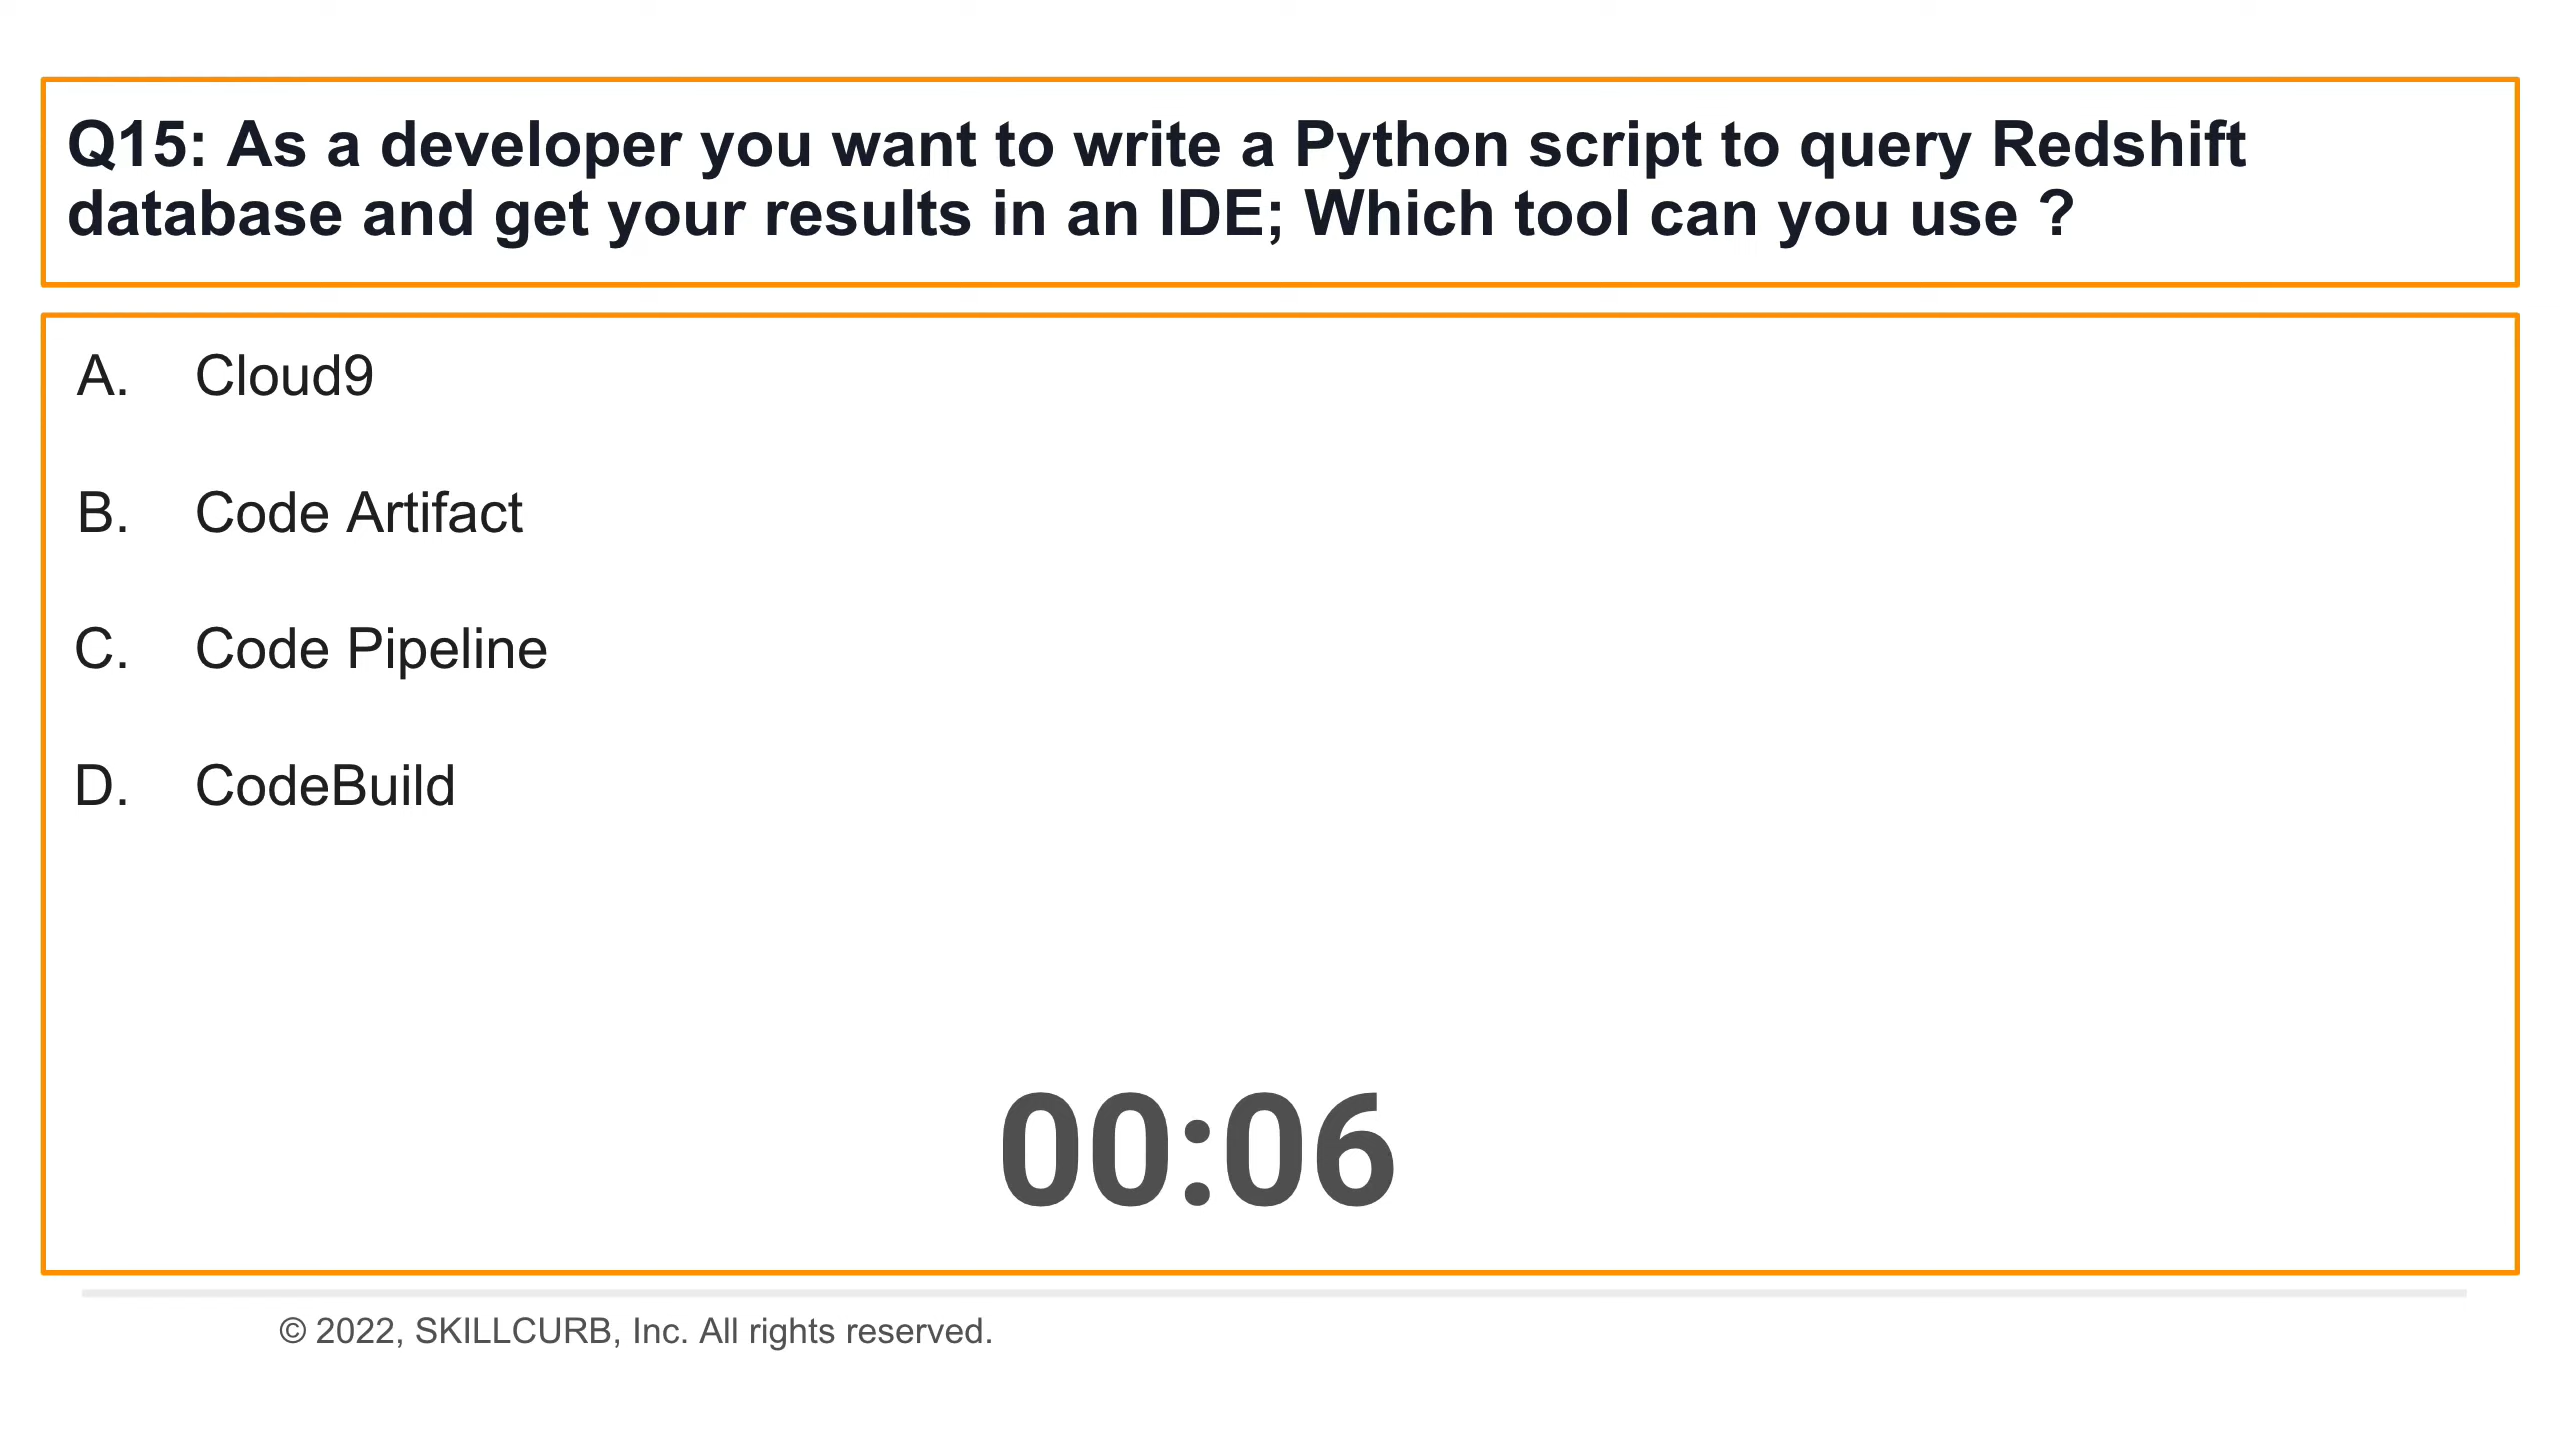 Q15: As a developer you want to write a Python script to query Redshift
database and get your results in an IDE; Which tool can you use ?
A. Cloud9
B. Code Artifact
C. Code Pipeline
D. CodeBuild
00:06
© 2022, SKILLCURB, Inc. All rights reserved.